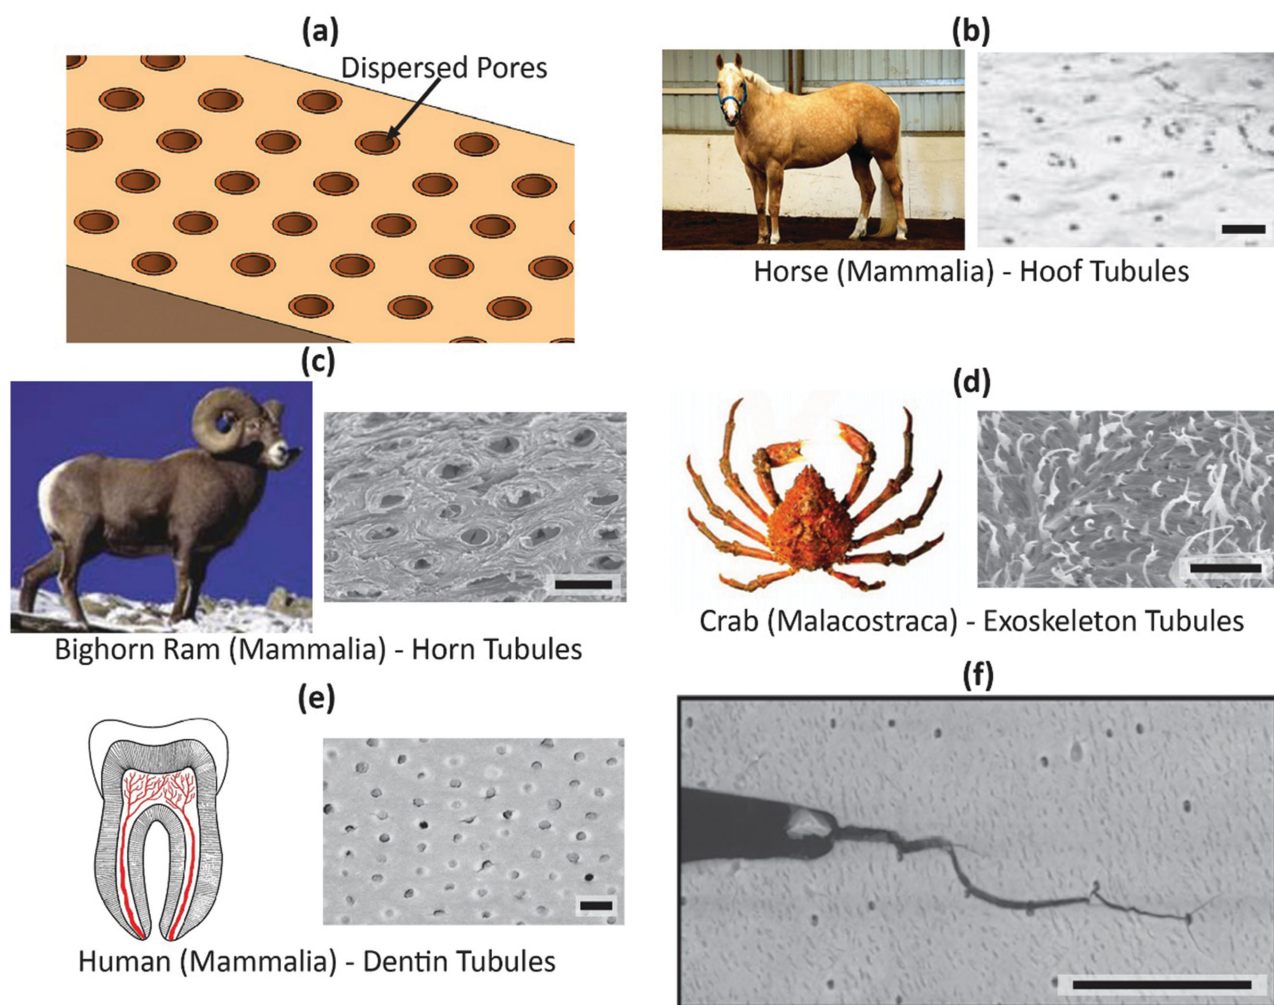 (a)
Dispersed Pores
(b)
Horse (Mammalia) - Hoof Tubules
(c)
Bighorn Ram (Mammalia) - Horn Tubules
(d)
Crab (Malacostraca) - Exoskeleton Tubules
(e)
Human (Mammalia) - Dentin Tubules
(f)